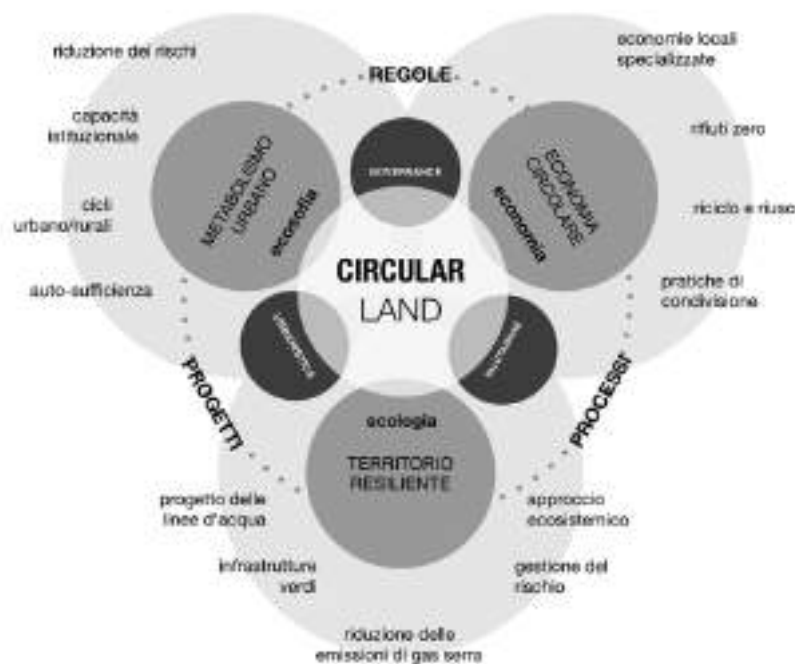 riduzione dei rischi
economie locali
specializzate
REGOLE
capacità
istituzionale
rifiuti zero
METABOLISMO
URBANO
ecosofia
GOVERNANCE
ECONOMIA
CIRCOLARE
economia
cicli
urbano/rurali
riciclo e riuso
auto-sufficienza
pratiche di
condivisione
CIRCULAR
LAND
PROGETTI
PROCESSI
ecologia
TERRITORIO
RESILIENTE
progetto delle
linee d'acqua
approccio
ecosistemico
infrastrutture
verdi
gestione del
rischio
riduzione delle
emissioni di gas serra